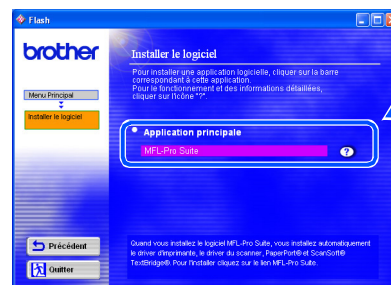 Flash
brother
Installer le logiciel
Pour installer une application logicielle, cliquer sur la barre
correspondant à cette application.
Pour le fonctionnement et des informations détaillées,
cliquer sur l'icône "?".
Menu Principal
Installer le logiciel
Application principale
MFL-Pro Suite
?
Précédent
Quitter
Quand vous installez le logiciel MFL-Pro Suite, vous installez automatiquement
le driver d'imprimante, le driver du scanner, PaperPort® et ScanSoft®
TextBridge®. Pour l'installer cliquez sur le lien MFL-Pro Suite.